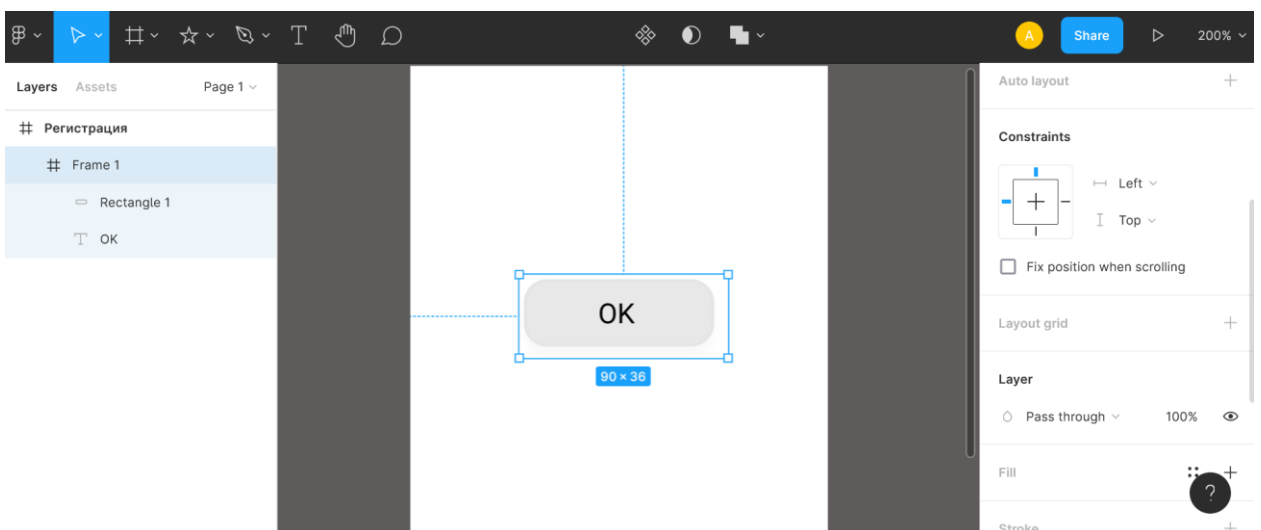 A Share 200%
Layers Assets Page 1
Auto layout
Регистрация
Constraints
Frame 1
Left
Rectangle 1
Top
OK
Fix position when scrolling
OK
Layout grid
90 × 36
Layer
Pass through 100%
Fill
?
Stroke